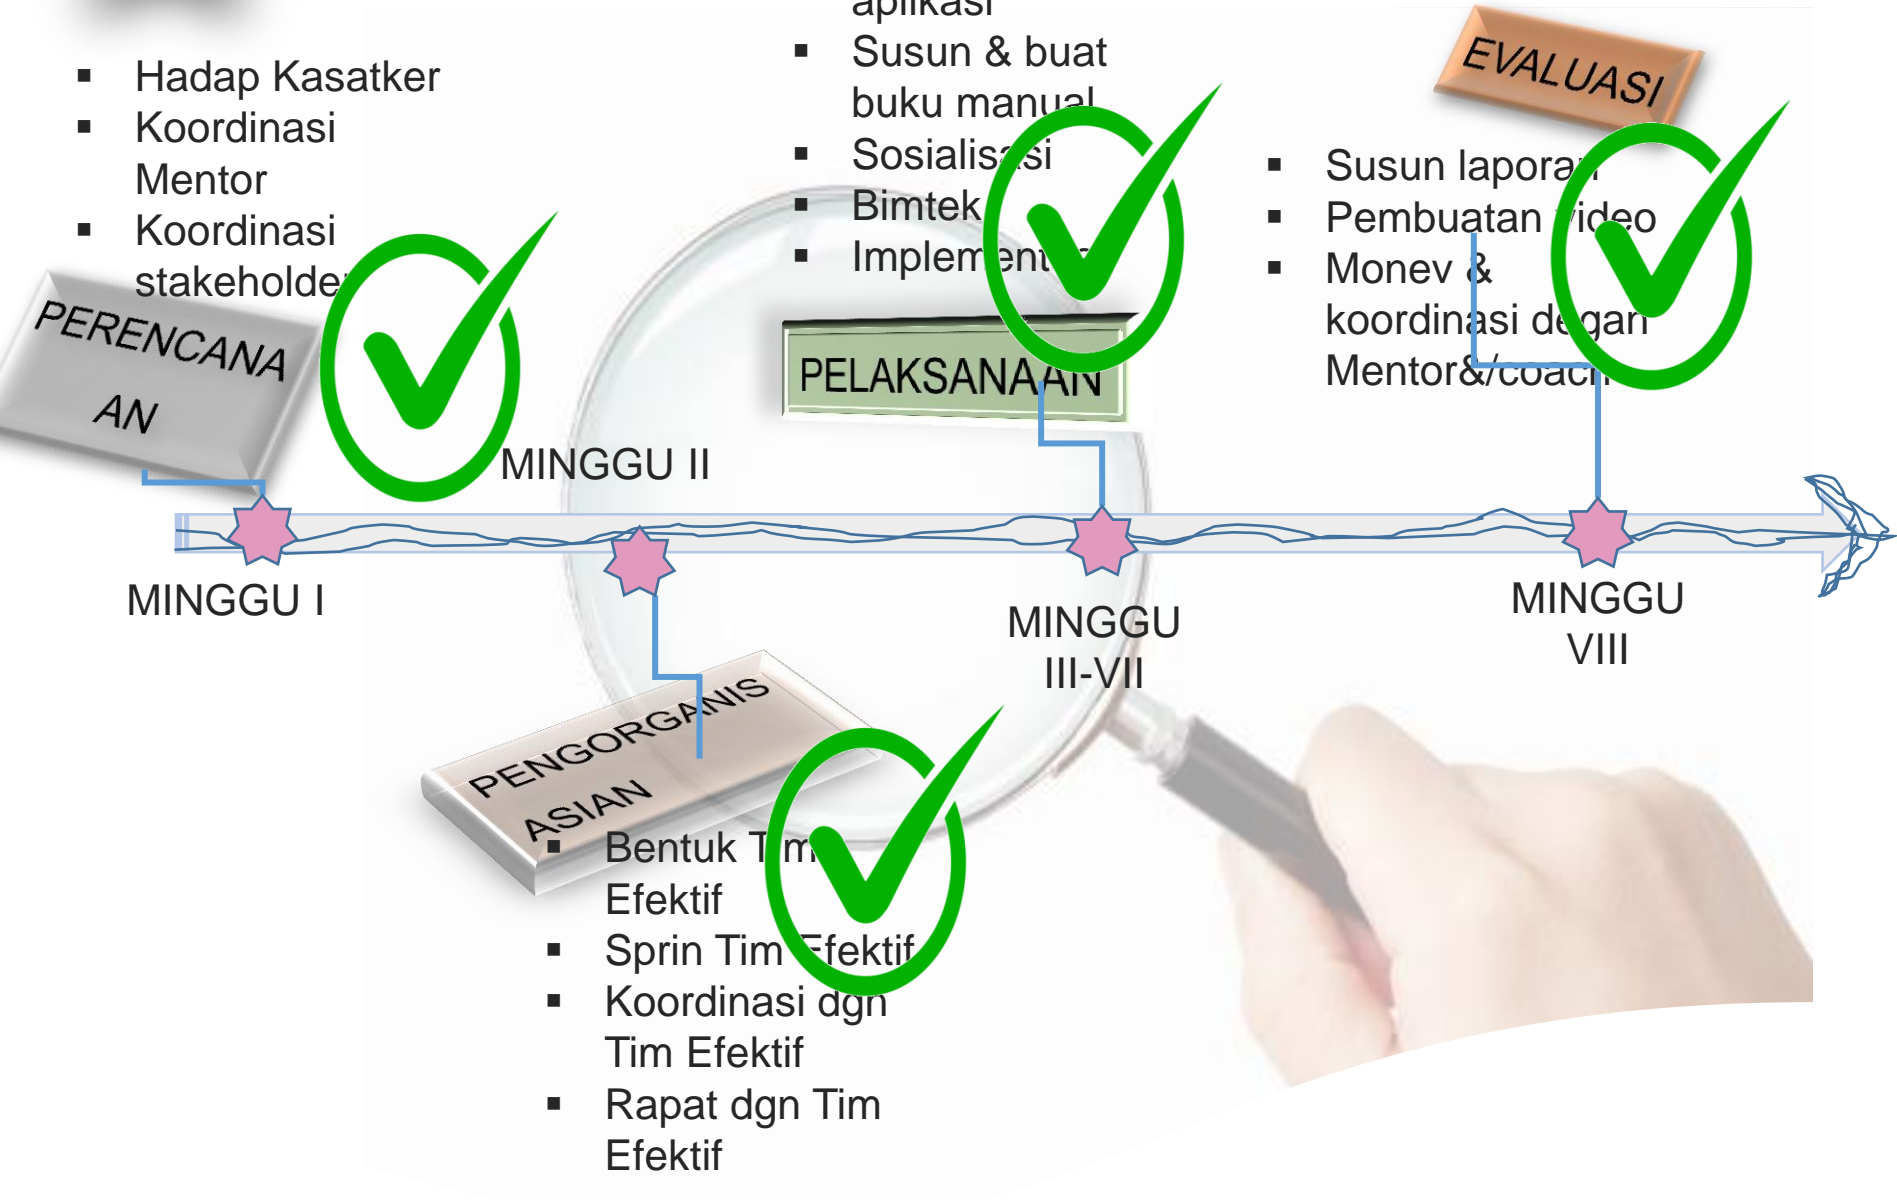 ▪ Hadap Kasatker
▪ Koordinasi
Mentor
▪ Koordinasi
stakeholder
PERENCANA
AN
MINGGU I
MINGGU II
PENGORGANIS
ASIAN
▪ Bentuk Tim
Efektif
▪ Sprin Tim Efektif
▪ Koordinasi dgn
Tim Efektif
▪ Rapat dgn Tim
Efektif
aplikasi
▪ Susun & buat
buku manual
▪ Sosialisasi
▪ Bimtek
▪
PELAKSANAAN
MINGGU
III-VII
EVALUASI
▪ Susun laporan
▪ Pembuatan video
▪ Monev &
koordinasi degan
Mentor&/coach
MINGGU
VIII